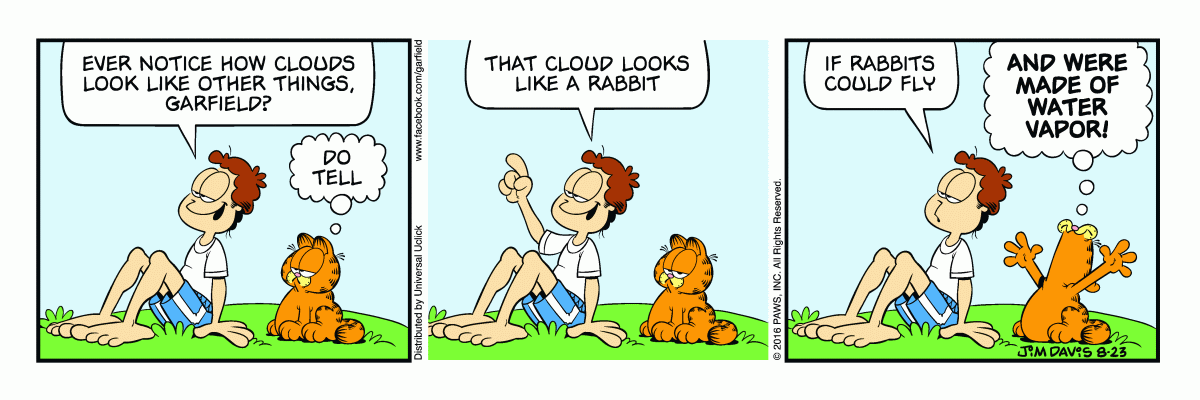 EVER NOTICE HOW CLOUDS
LOOK LIKE OTHER THINGS,
GARFIELD?
DO
TELL
www.facebook.com/garfield
Distributed by Universal Uclick
THAT CLOUD LOOKS
LIKE A RABBIT
© 2016 PAWS, INC. All Rights Reserved.
IF RABBITS
COULD FLY
AND WERE
MADE OF
WATER
VAPOR!
JIM DAVIS 8-23